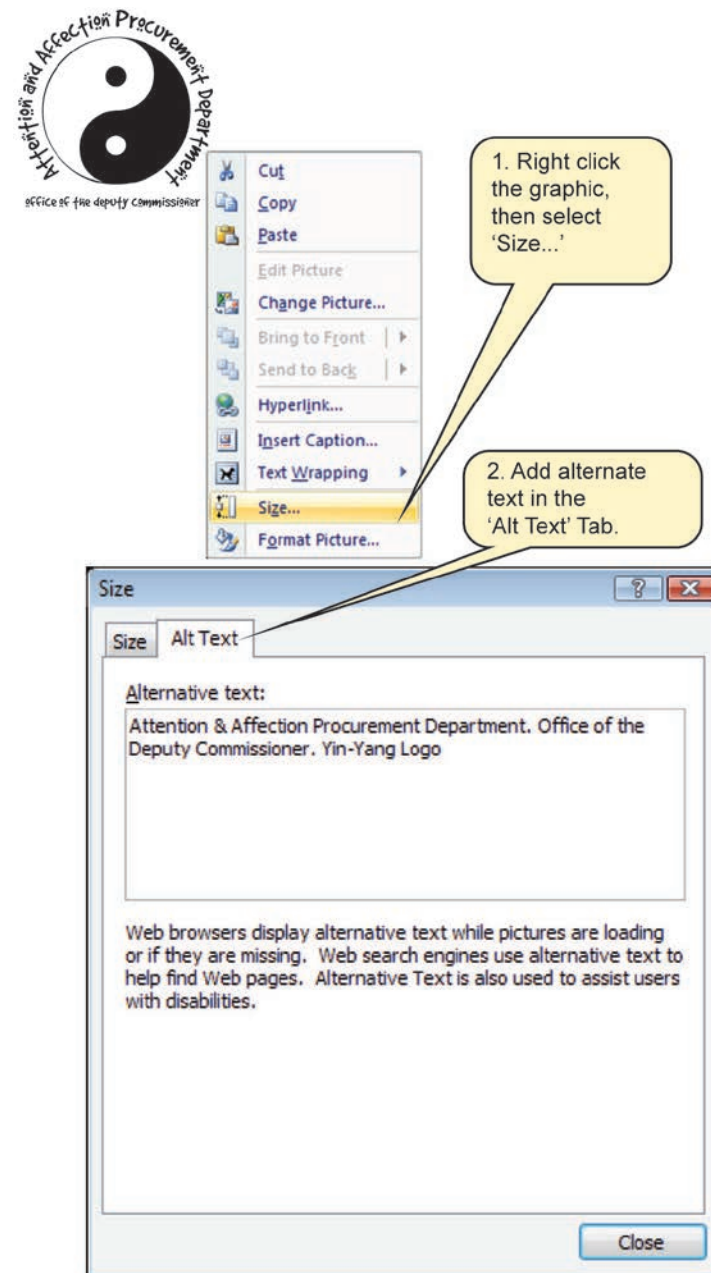 Attention and Affection Procurement Department
office of the deputy commissioner
Cut
Copy
Paste
Edit Picture
Change Picture...
Bring to Front
Send to Back
Hyperlink...
Insert Caption...
Text Wrapping
Size...
Format Picture...
1. Right click
the graphic,
then select
‘Size...’
2. Add alternate
text in the
‘Alt Text’ Tab.
Size
Size
Alt Text
Alternative text:
Attention & Affection Procurement Department. Office of the
Deputy Commissioner. Yin-Yang Logo
Web browsers display alternative text while pictures are loading
or if they are missing. Web search engines use alternative text to
help find Web pages. Alternative Text is also used to assist users
with disabilities.
Close